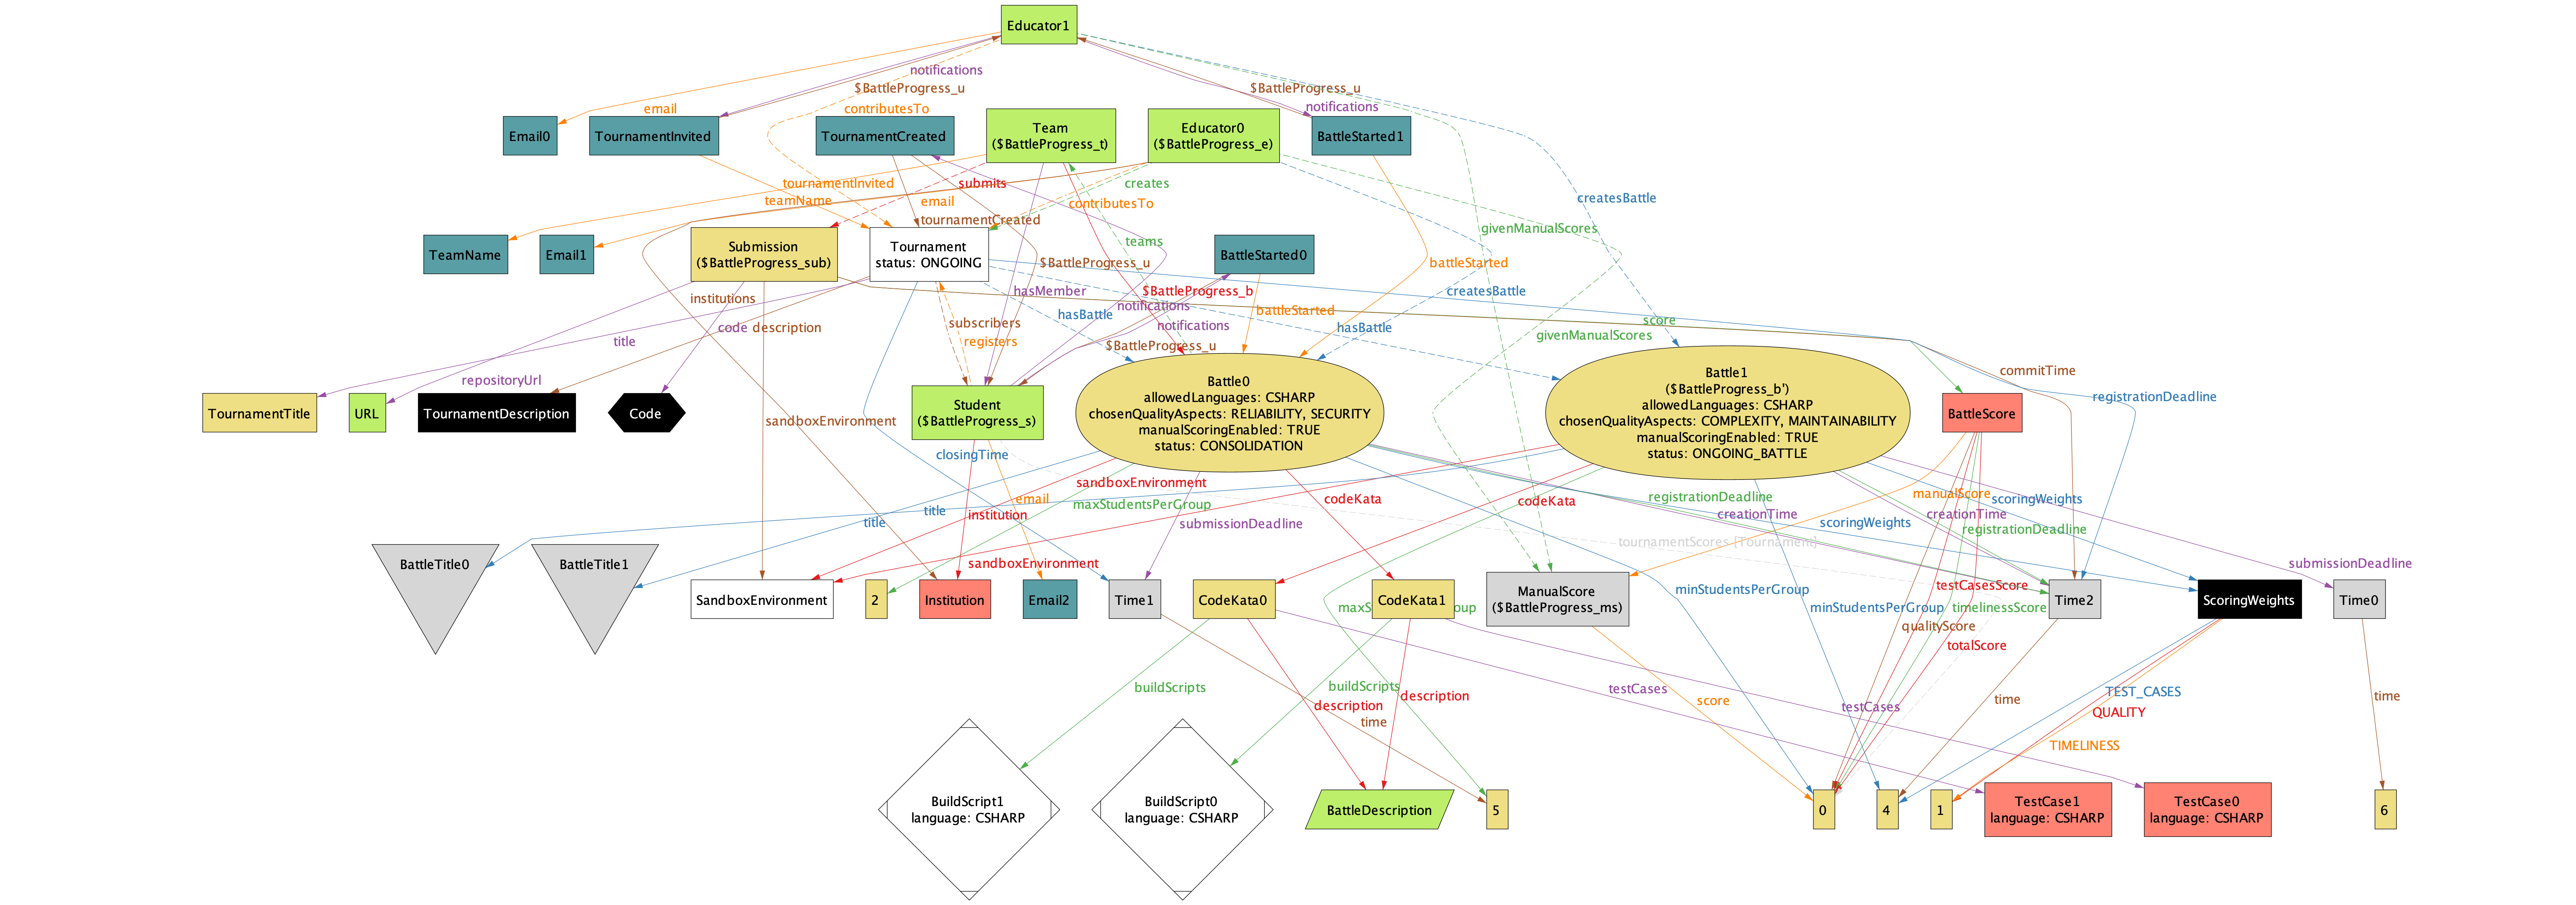 Educator1
notifications
$BattleProgress_u
$BattleProgress_u
email
contributesTo
notifications
Email0
TournamentInvited
TournamentCreated
Team
($BattleProgress_t)
Educator0
($BattleProgress_e)
BattleStarted1
tournamentInvited
submits
creates
teamName
email
contributesTo
createsBattle
tournamentCreated
givenManualScores
TeamName
Email1
Submission
($BattleProgress_sub)
Tournament
status: ONGOING
teams
BattleStarted0
$BattleProgress_u
battleStarted
institutions
hasMember
$BattleProgress_b
createsBattle
notifications
hasBattle
battleStarted
score
code
description
subscribers
notifications
hasBattle
givenManualScores
title
registers
$BattleProgress_u
repositoryUrl
commitTime
registrationDeadline
TournamentTitle
URL
TournamentDescription
Code
Student
($BattleProgress_s)
Battle0
allowedLanguages: CSHARP
chosenQualityAspects: RELIABILITY, SECURITY
manualScoringEnabled: TRUE
status: CONSOLIDATION
Battle1
($BattleProgress_b')
allowedLanguages: CSHARP
chosenQualityAspects: COMPLEXITY, MAINTAINABILITY
manualScoringEnabled: TRUE
status: ONGOING_BATTLE
BattleScore
sandboxEnvironment
closingTime
sandboxEnvironment
email
maxStudentsPerGroup
codeKata
codeKata
registrationDeadline
manualScore
scoringWeights
title
title
institution
submissionDeadline
scoringWeights
creationTime
creationTime
registrationDeadline
tournamentScores [Tournament]
sandboxEnvironment
submissionDeadline
BattleTitle0
BattleTitle1
SandboxEnvironment
2
Institution
Email2
Time1
CodeKata0
CodeKata1
ManualScore
($BattleProgress_ms)
Time2
ScoringWeights
Time0
minStudentsPerGroup
testCasesScore
minStudentsPerGroup
timelinessScore
qualityScore
totalScore
buildScripts
buildScripts
description
description
time
testCases
score
testCases
time
TEST_CASES
QUALITY
TIMELINESS
time
BuildScript1
language: CSHARP
BuildScript0
language: CSHARP
BattleDescription
5
0
4
1
TestCase1
language: CSHARP
TestCase0
language: CSHARP
6